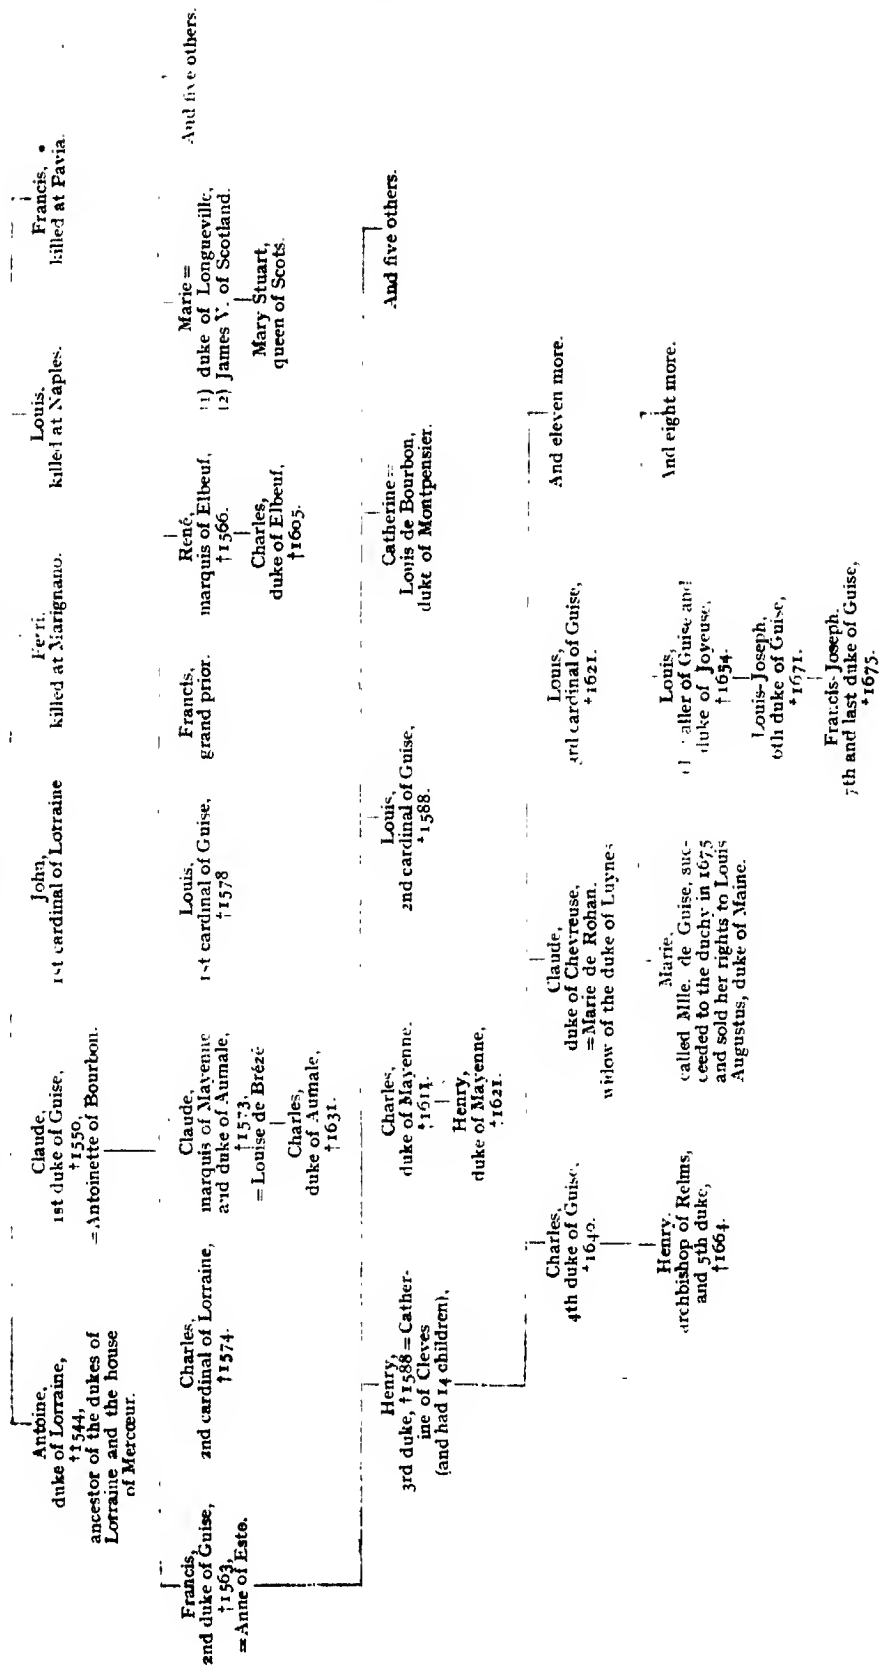 Antoine,
duke of Lorraine,
†1544,
ancestor of the dukes of
Lorraine and the house
of Mercœur.
Claude,
1st duke of Guise,
†1550,
=Antoinette of Bourbon.
John,
1st cardinal of Lorraine
Ferri,
killed at Marignano.
Louis,
killed at Naples.
Francis,
killed at Pavia.
Francis,
2nd duke of Guise,
†1563,
=Anne of Este.
Charles,
2nd cardinal of Lorraine,
†1574.
Claude,
marquis of Mayenne
and duke of Aumale,
†1573,
=Louise de Brézé
Charles,
duke of Aumale,
†1631.
Louis,
1st cardinal of Guise,
†1578
Francis,
grand prior.
René,
marquis of Elbeuf,
†1566.
Charles,
duke of Elbeuf,
†1605.
Marie=
(1) duke of Longueville,
(2) James V. of Scotland.
Mary Stuart,
queen of Scots.
And five others.
Henry,
3rd duke, †1588=Cather-
ine of Cleves
(and had 14 children).
Charles,
duke of Mayenne.
†1611.
Henry,
duke of Mayenne,
†1621.
Louis,
2nd cardinal of Guise,
†1588.
Catherine=
Louis de Bourbon,
duke of Montpensier.
And five others.
Charles,
4th duke of Guise,
†1640.
Claude,
duke of Chevreuse,
=Marie de Rohan.
widow of the duke of Luynes
Louis,
3rd cardinal of Guise,
†1621.
And eleven more.
Henry.
archbishop of Reims,
and 5th duke,
†1664.
Marie,
called Mlle. de Guise, suc-
ceeded to the duchy in 1675
and sold her rights to Louis
Augustus, duke of Maine.
Louis,
of Guise and
duke of Joyeuse,
†1654.
Louis-Joseph,
6th duke of Guise,
†1671.
Francis-Joseph.
7th and last duke of Guise,
†1675.
And eight more.